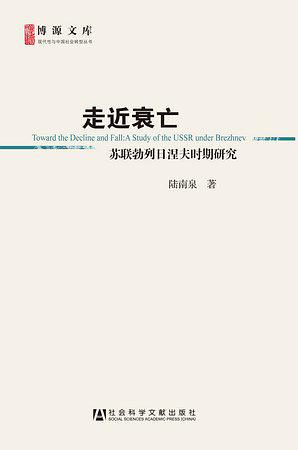 博源文库
现代性与中国社会转型丛书
走近衰亡
Toward the Decline and Fall:A Study of the USSR under Brezhnev
苏联勃列日涅夫时期研究
陆南泉 著
社会科学文献出版社
SOCIAL SCIENCES ACADEMIC PRESS (CHINA)